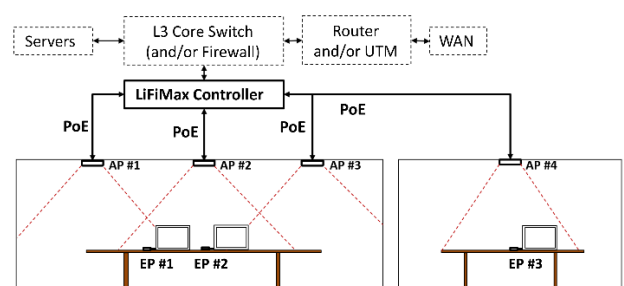 Servers
L3 Core Switch
(and/or Firewall)
Router
and/or UTM
WAN
LiFiMax Controller
PoE
PoE
PoE
PoE
AP #1
AP #2
AP #3
AP #4
EP #1
EP #2
EP #3